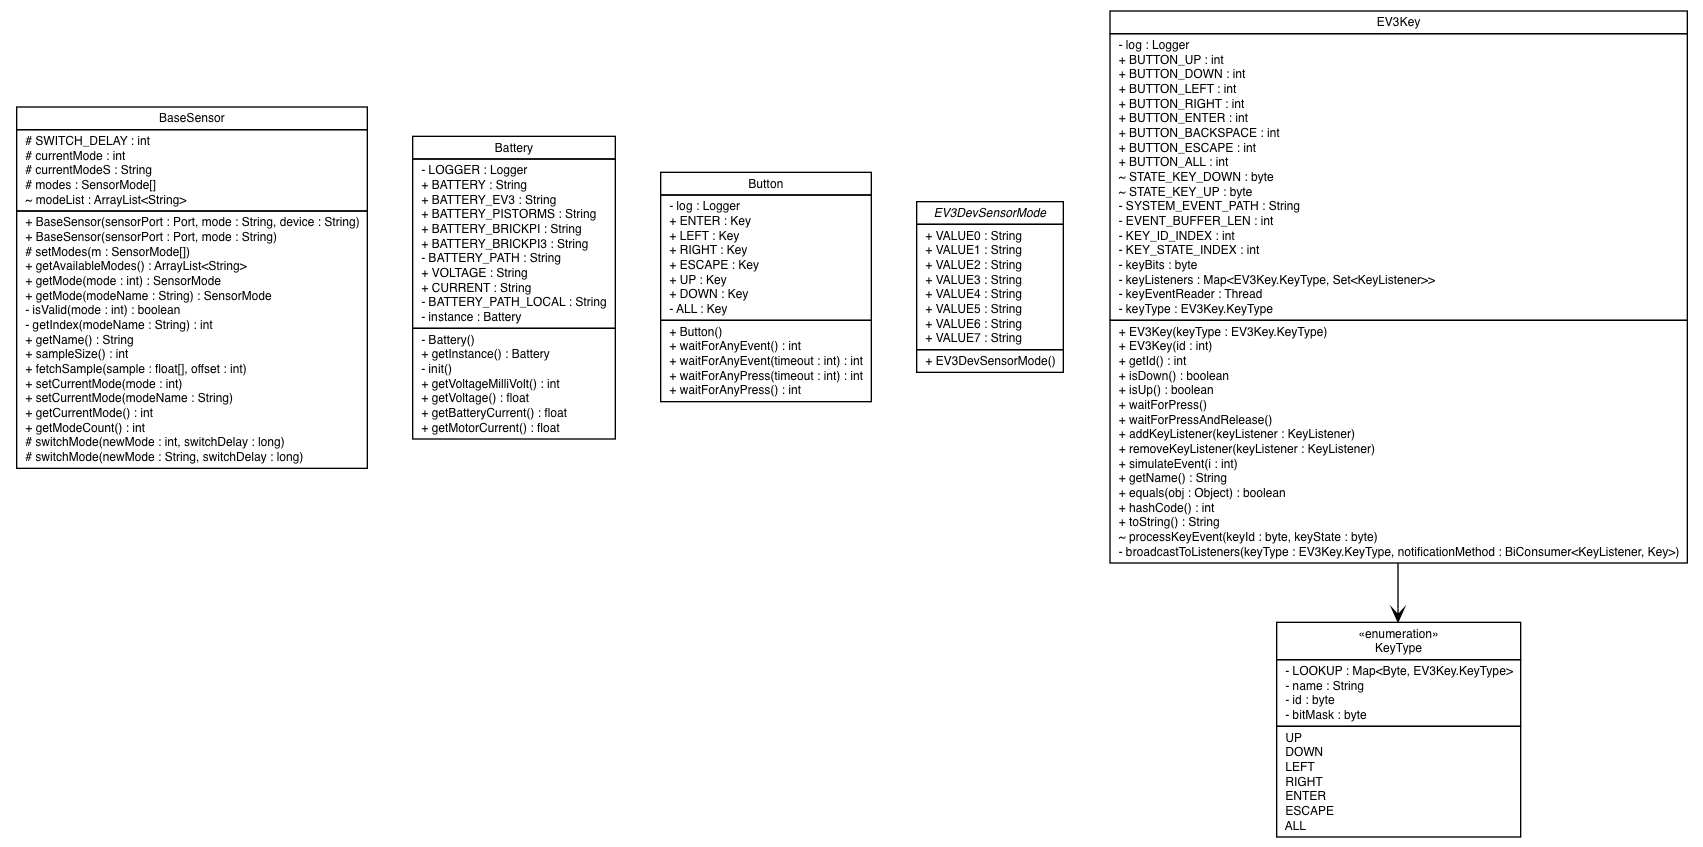 BaseSensor
# SWITCH_DELAY : int
# currentMode : int
# currentModeS : String
# modes : SensorMode[]
~ modeList : ArrayList<String>
+ BaseSensor(sensorPort : Port, mode : String, device : String)
+ BaseSensor(sensorPort : Port, mode : String)
# setModes(m : SensorMode[])
+ getAvailableModes() : ArrayList<String>
+ getMode(mode : int) : SensorMode
+ getMode(modeName : String) : SensorMode
- isValid(mode : int) : boolean
- getIndex(modeName : String) : int
+ getName() : String
+ sampleSize() : int
+ fetchSample(sample : float[], offset : int)
+ setCurrentMode(mode : int)
+ setCurrentMode(modeName : String)
+ getCurrentMode() : int
+ getModeCount() : int
# switchMode(newMode : int, switchDelay : long)
# switchMode(newMode : String, switchDelay : long)
Battery
- LOGGER : Logger
+ BATTERY : String
+ BATTERY_EV3 : String
+ BATTERY_PISTORMS : String
+ BATTERY_BRICKPI : String
+ BATTERY_BRICKPI3 : String
- BATTERY_PATH : String
+ VOLTAGE : String
+ CURRENT : String
- BATTERY_PATH_LOCAL : String
- instance : Battery
- Battery()
+ getInstance() : Battery
- init()
+ getVoltageMilliVolt() : int
+ getVoltage() : float
+ getBatteryCurrent() : float
+ getMotorCurrent() : float
Button
- log : Logger
+ ENTER : Key
+ LEFT : Key
+ RIGHT : Key
+ ESCAPE : Key
+ UP : Key
+ DOWN : Key
- ALL : Key
+ Button()
+ waitForAnyEvent() : int
+ waitForAnyEvent(timeout : int) : int
+ waitForAnyPress(timeout : int) : int
+ waitForAnyPress() : int
EV3DevSensorMode
+ VALUE0 : String
+ VALUE1 : String
+ VALUE2 : String
+ VALUE3 : String
+ VALUE4 : String
+ VALUE5 : String
+ VALUE6 : String
+ VALUE7 : String
+ EV3DevSensorMode()
EV3Key
- log : Logger
+ BUTTON_UP : int
+ BUTTON_DOWN : int
+ BUTTON_LEFT : int
+ BUTTON_RIGHT : int
+ BUTTON_ENTER : int
+ BUTTON_BACKSPACE : int
+ BUTTON_ESCAPE : int
+ BUTTON_ALL : int
~ STATE_KEY_DOWN : byte
~ STATE_KEY_UP : byte
- SYSTEM_EVENT_PATH : String
- EVENT_BUFFER_LEN : int
- KEY_ID_INDEX : int
- KEY_STATE_INDEX : int
- keyBits : byte
- keyListeners : Map<EV3Key.KeyType, Set<KeyListener>>
- keyEventReader : Thread
- keyType : EV3Key.KeyType
+ EV3Key(keyType : EV3Key.KeyType)
+ EV3Key(id : int)
+ getId() : int
+ isDown() : boolean
+ isUp() : boolean
+ waitForPress()
+ waitForPressAndRelease()
+ addKeyListener(keyListener : KeyListener)
+ removeKeyListener(keyListener : KeyListener)
+ simulateEvent(i : int)
+ getName() : String
+ equals(obj : Object) : boolean
+ hashCode() : int
+ toString() : String
~ processKeyEvent(keyId : byte, keyState : byte)
- broadcastToListeners(keyType : EV3Key.KeyType, notificationMethod : BiConsumer<KeyListener, Key>)
«enumeration»
KeyType
- LOOKUP : Map<Byte, EV3Key.KeyType>
- name : String
- id : byte
- bitMask : byte
UP
DOWN
LEFT
RIGHT
ENTER
ESCAPE
ALL